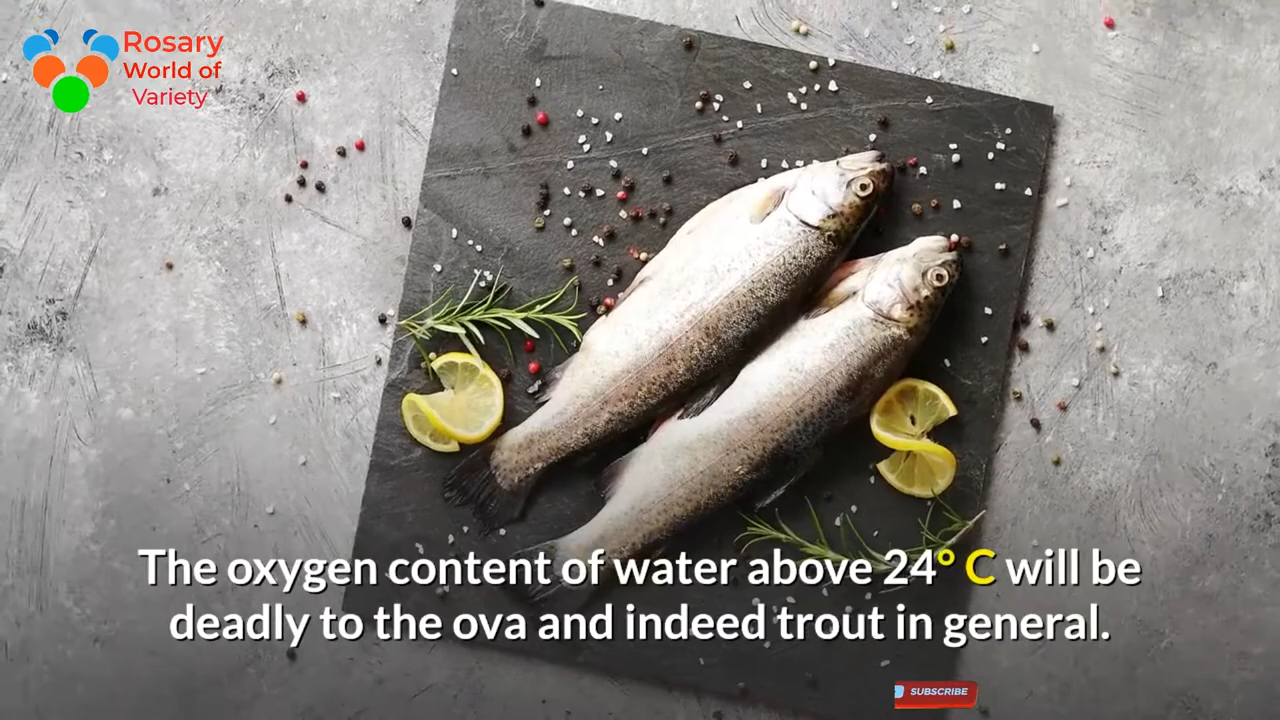 Rosary
World of
Variety
The oxygen content of water above 24° C will be
deadly to the ova and indeed trout in general.
SUBSCRIBE